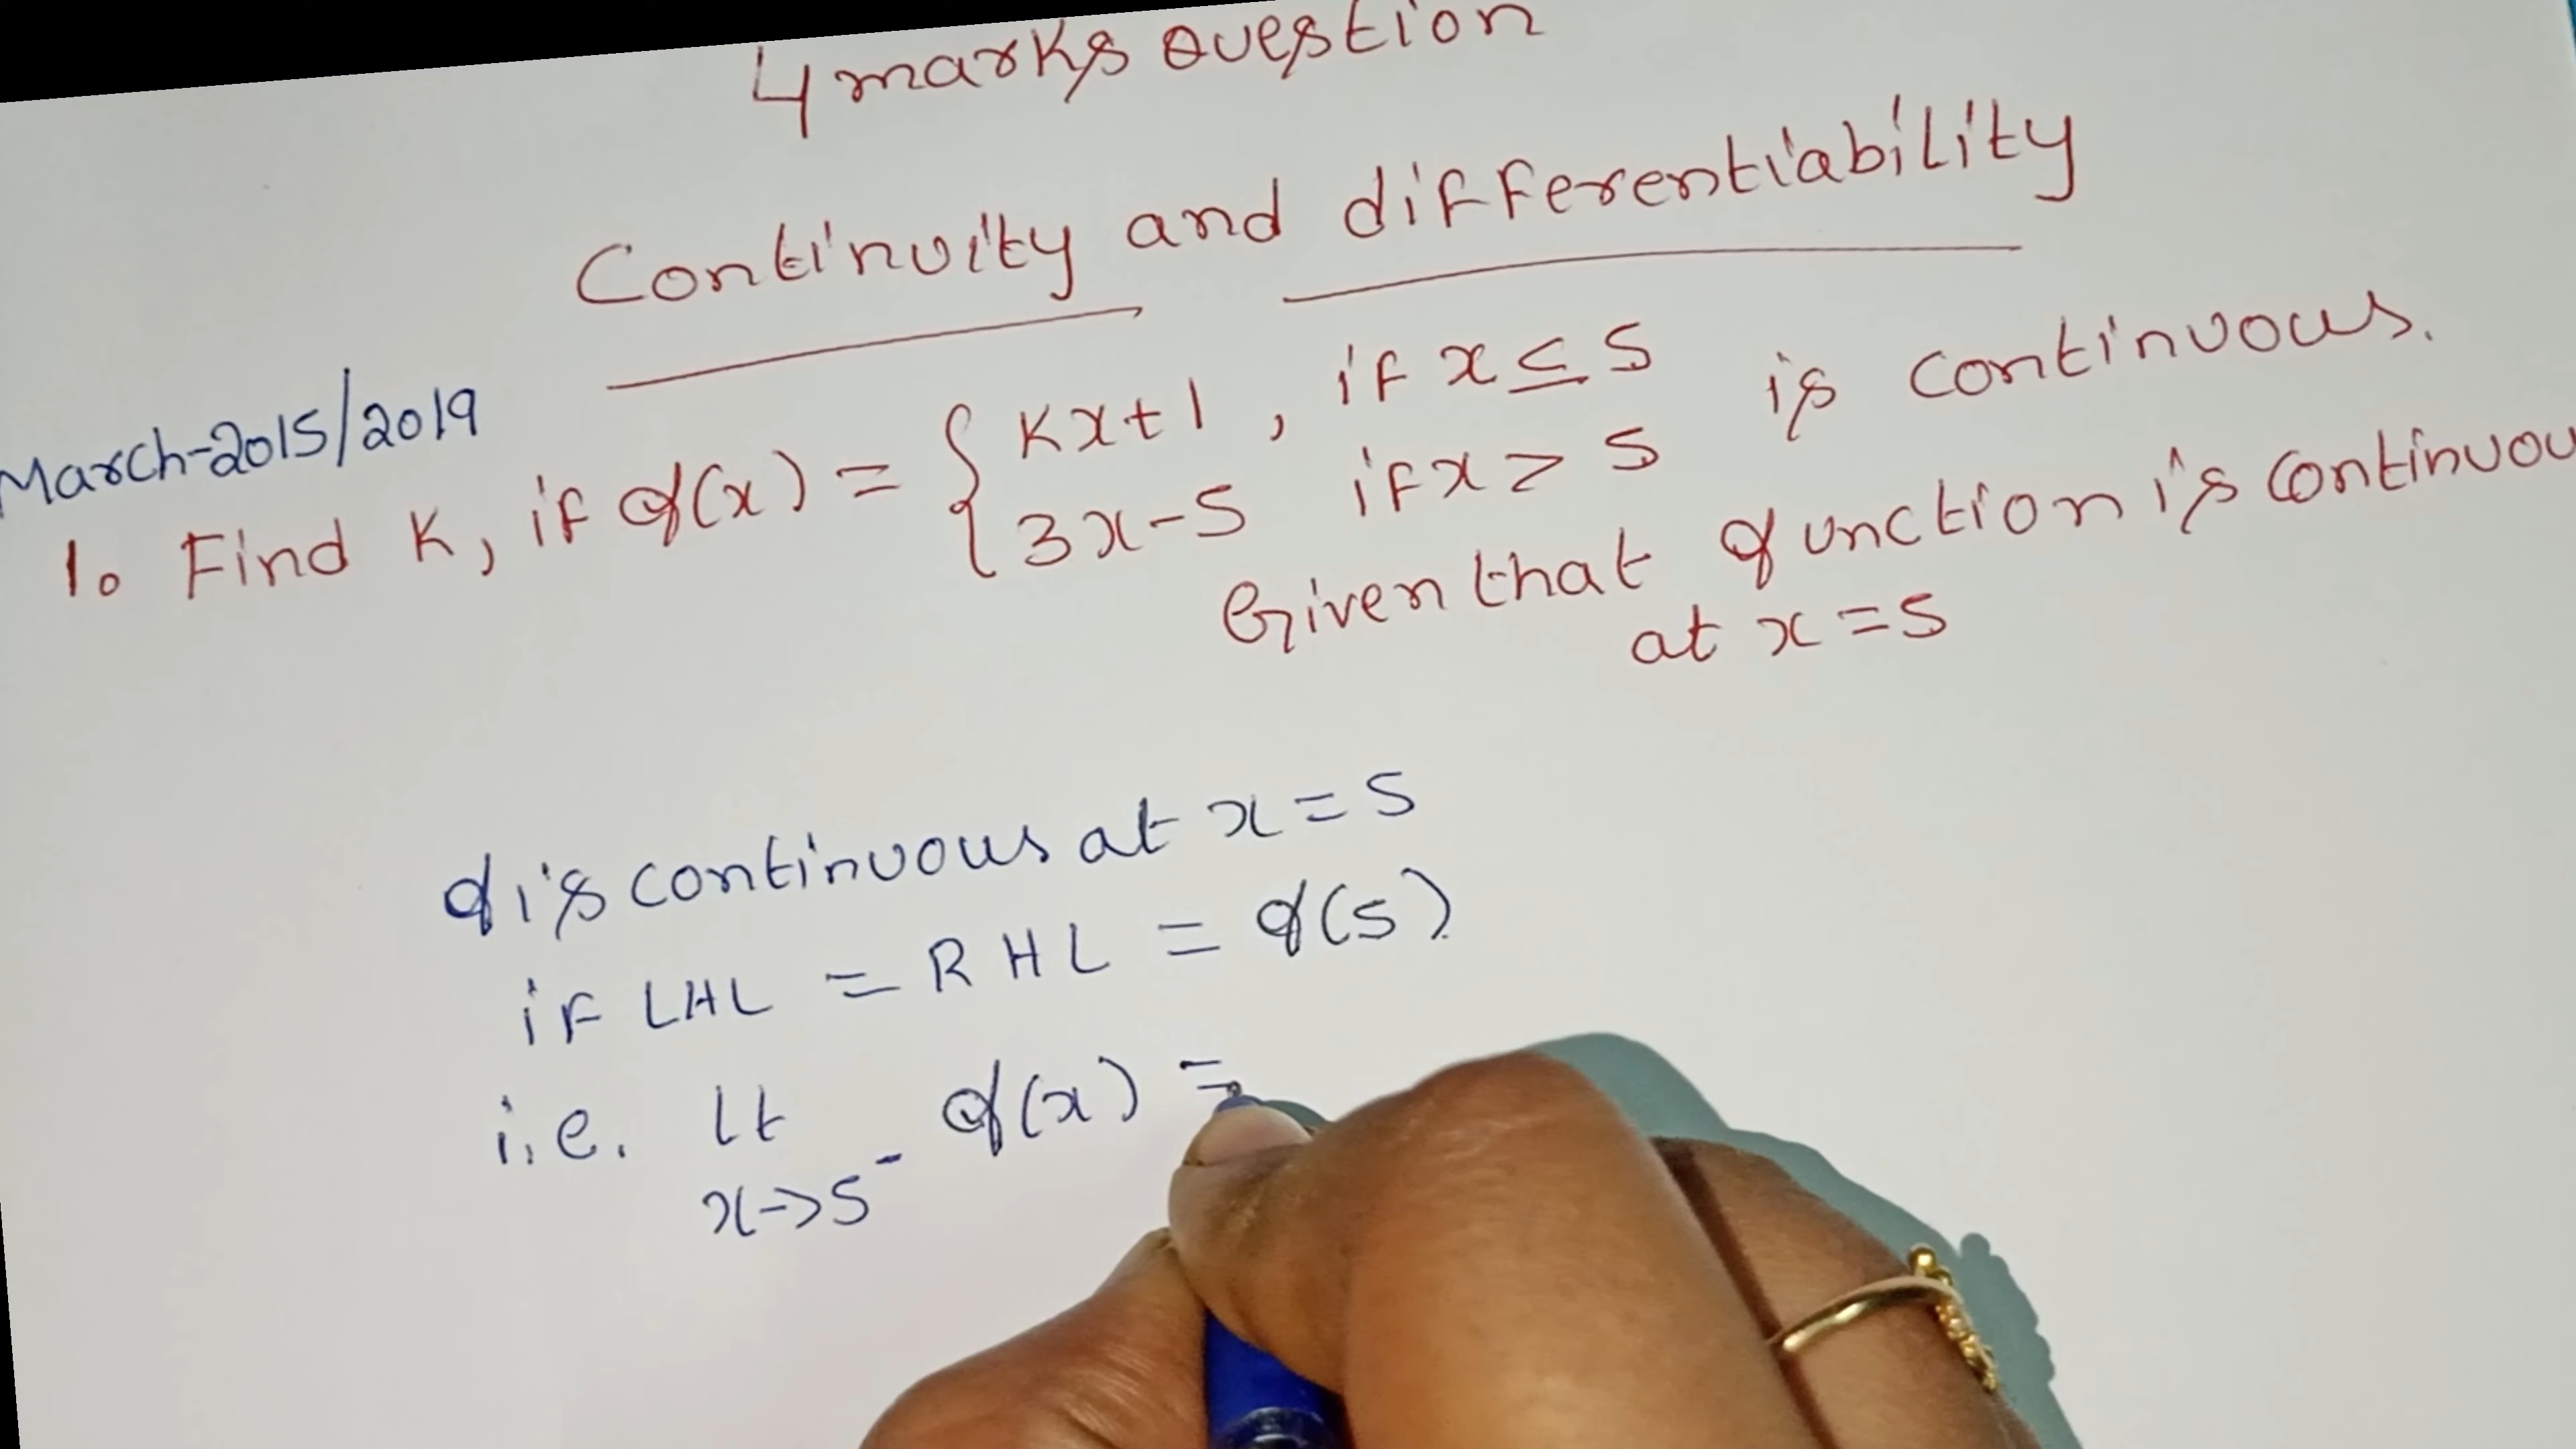 4 marks question
Continuity and differentiability
March-2015/2019
1. Find K, if f(x) = { Kx+1, if x ≤ 5
3x-5 if x > 5 is continuous.
Given that function is continuou
at x = 5
f is continuous at x = 5
if LHL = RHL = f(5)
i.e. lt f(x) =
x→5⁻